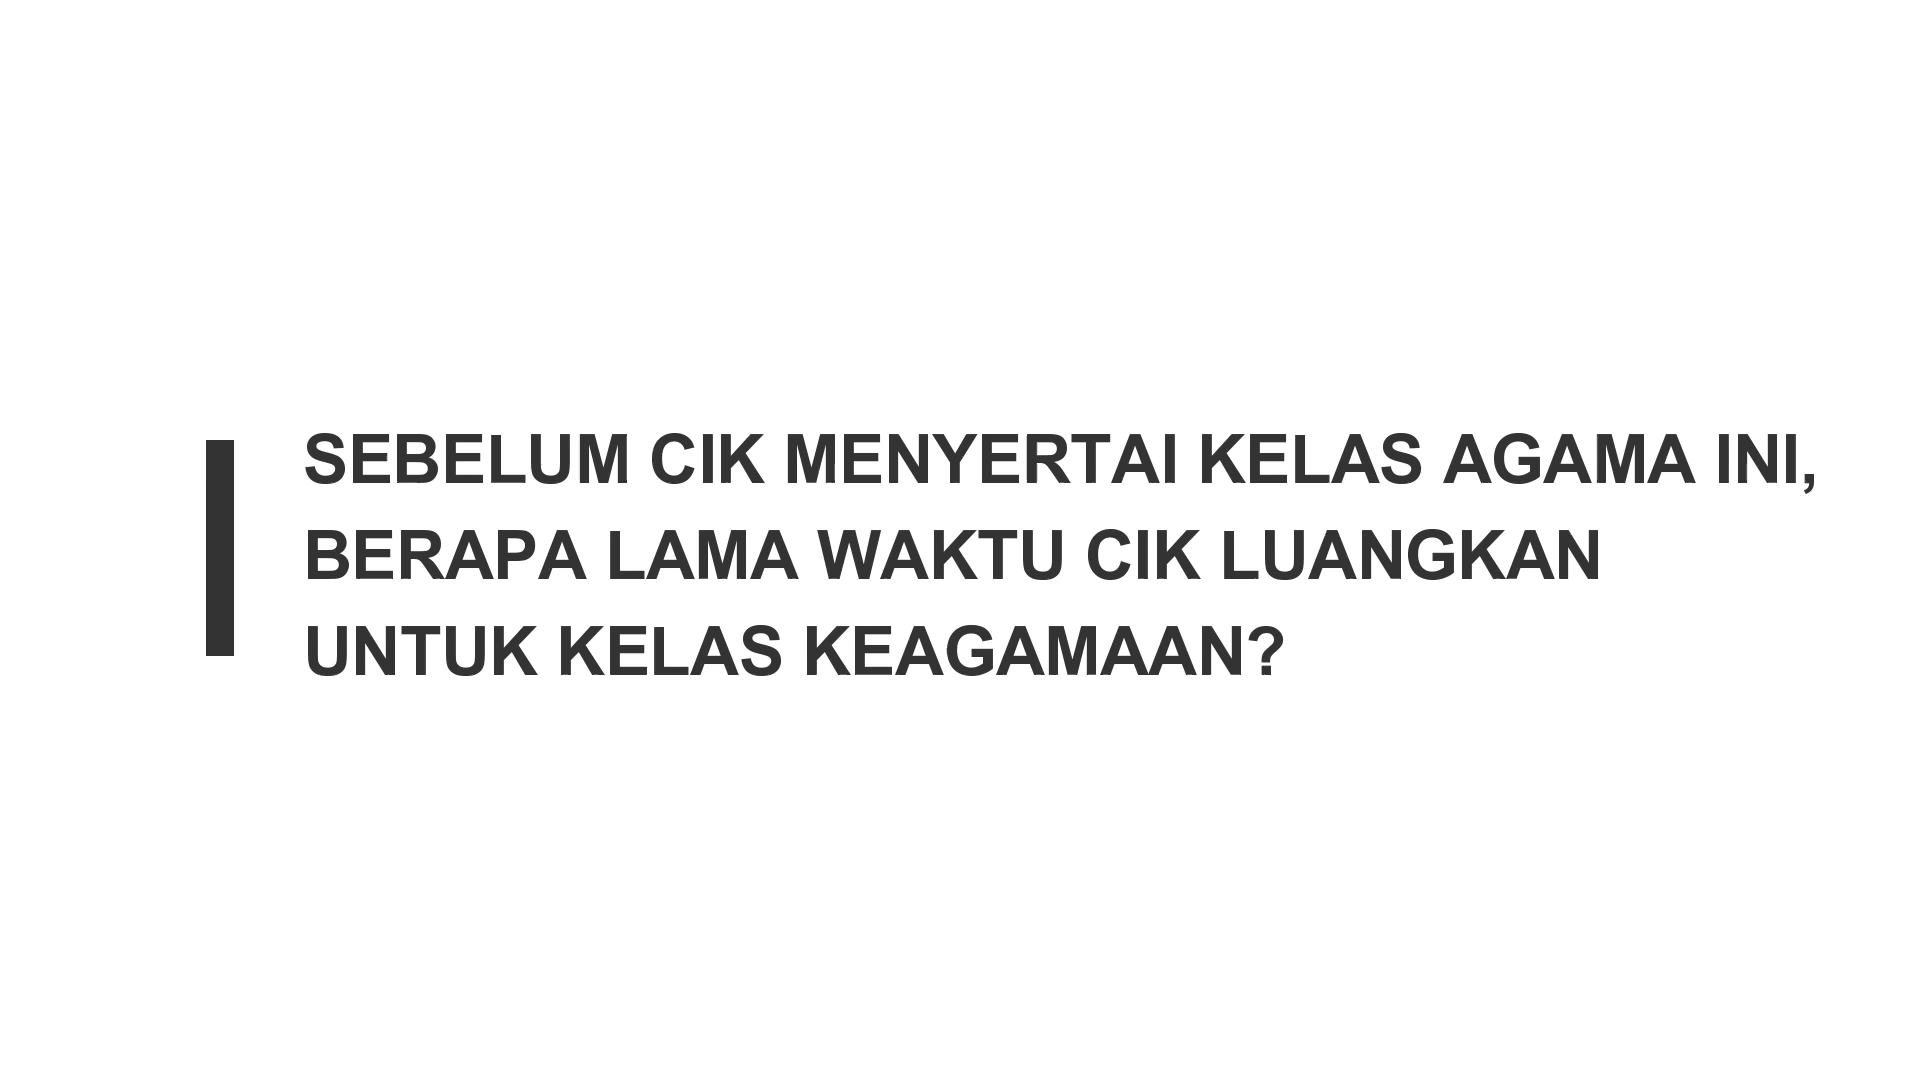 SEBELUM CIK MENYERTAI KELAS AGAMA INI,
BERAPA LAMA WAKTU CIK LUANGKAN
UNTUK KELAS KEAGAMAAN?